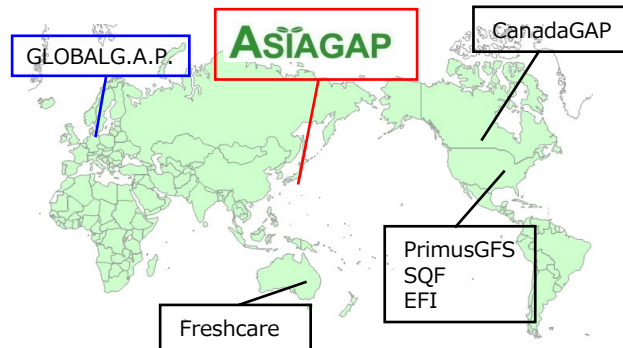 GLOBALG.A.P.
ASIAGAP
CanadaGAP
PrimusGFS
SQF
EFI
Freshcare